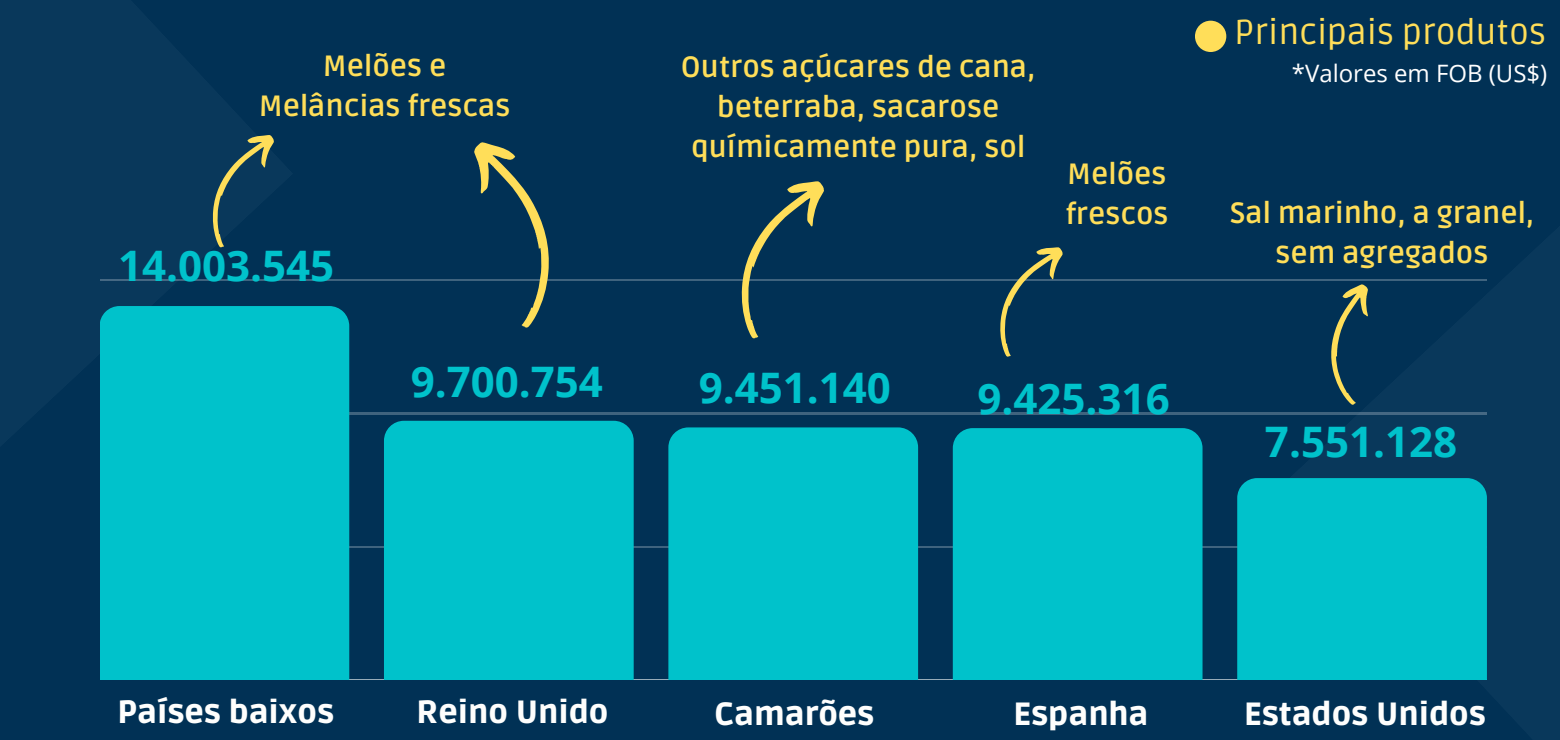 Principais produtos
*Valores em FOB (US$)
Melões e
Melâncias frescas
Outros açúcares de cana,
beterraba, sacarose
químicamente pura, sol
Melões
frescos
Sal marinho, a granel,
sem agregados
14.003.545
9.700.754
9.451.140
9.425.316
7.551.128
Países baixos
Reino Unido
Camarões
Espanha
Estados Unidos